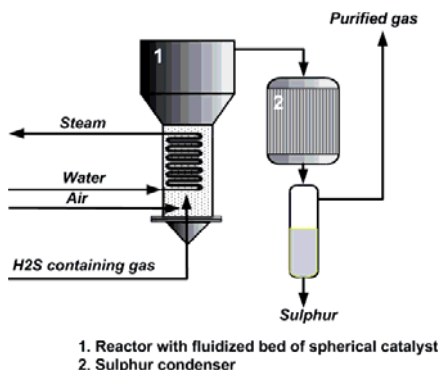 Purified gas
1
2
Steam
Water
Air
H2S containing gas
Sulphur
1. Reactor with fluidized bed of spherical catalyst
2. Sulphur condenser